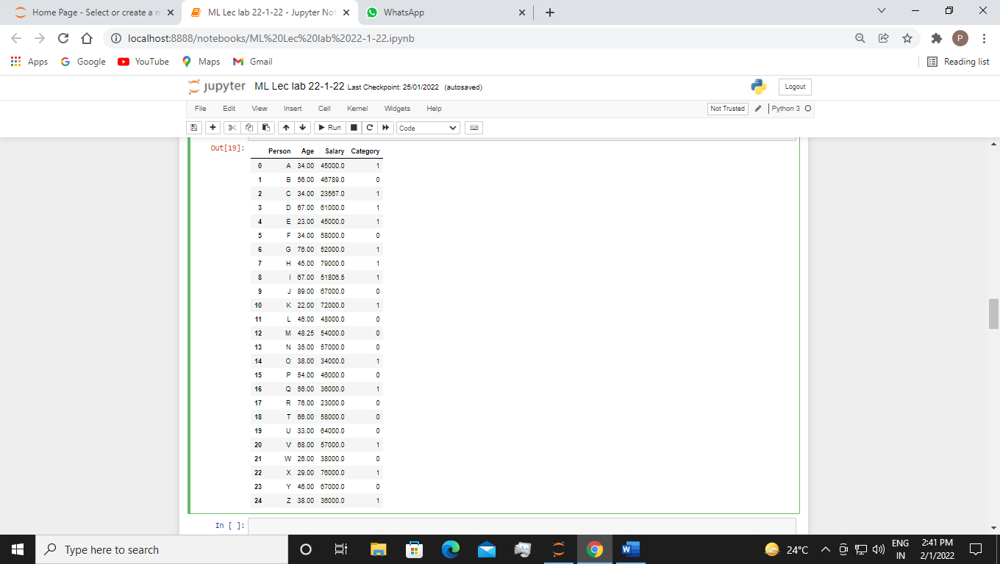 Home Page - Select or create a n
ML Lec lab 22-1-22 - Jupyter Not
WhatsApp
localhost:8888/notebooks/ML%20Lec%20lab%2022-1-22.ipynb
P
Apps Google YouTube Maps Gmail Reading list
jupyter ML Lec lab 22-1-22 Last Checkpoint: 25/01/2022 (autosaved) Logout
File Edit View Insert Cell Kernel Widgets Help Not Trusted Python 3
Run Code
Out[19]:
Person Age Salary Category
0 A 34.00 45000.0 1
1 B 56.00 46789.0 0
2 C 34.00 23567.0 1
3 D 67.00 61000.0 1
4 E 23.00 45000.0 1
5 F 34.00 58000.0 0
6 G 76.00 52000.0 1
7 H 45.00 79000.0 1
8 I 67.00 51806.5 1
9 J 89.00 67000.0 0
10 K 22.00 72000.0 1
11 L 46.00 48000.0 0
12 M 48.25 54000.0 0
13 N 35.00 57000.0 0
14 O 38.00 34000.0 1
15 P 54.00 46000.0 0
16 Q 56.00 36000.0 1
17 R 76.00 23000.0 0
18 T 66.00 58000.0 0
19 U 33.00 64000.0 0
20 V 68.00 57000.0 1
21 W 26.00 38000.0 0
22 X 29.00 76000.0 1
23 Y 46.00 67000.0 0
24 Z 38.00 36000.0 1
In [ ]:
Type here to search
24°C
ENG
IN
2:41 PM
2/1/2022